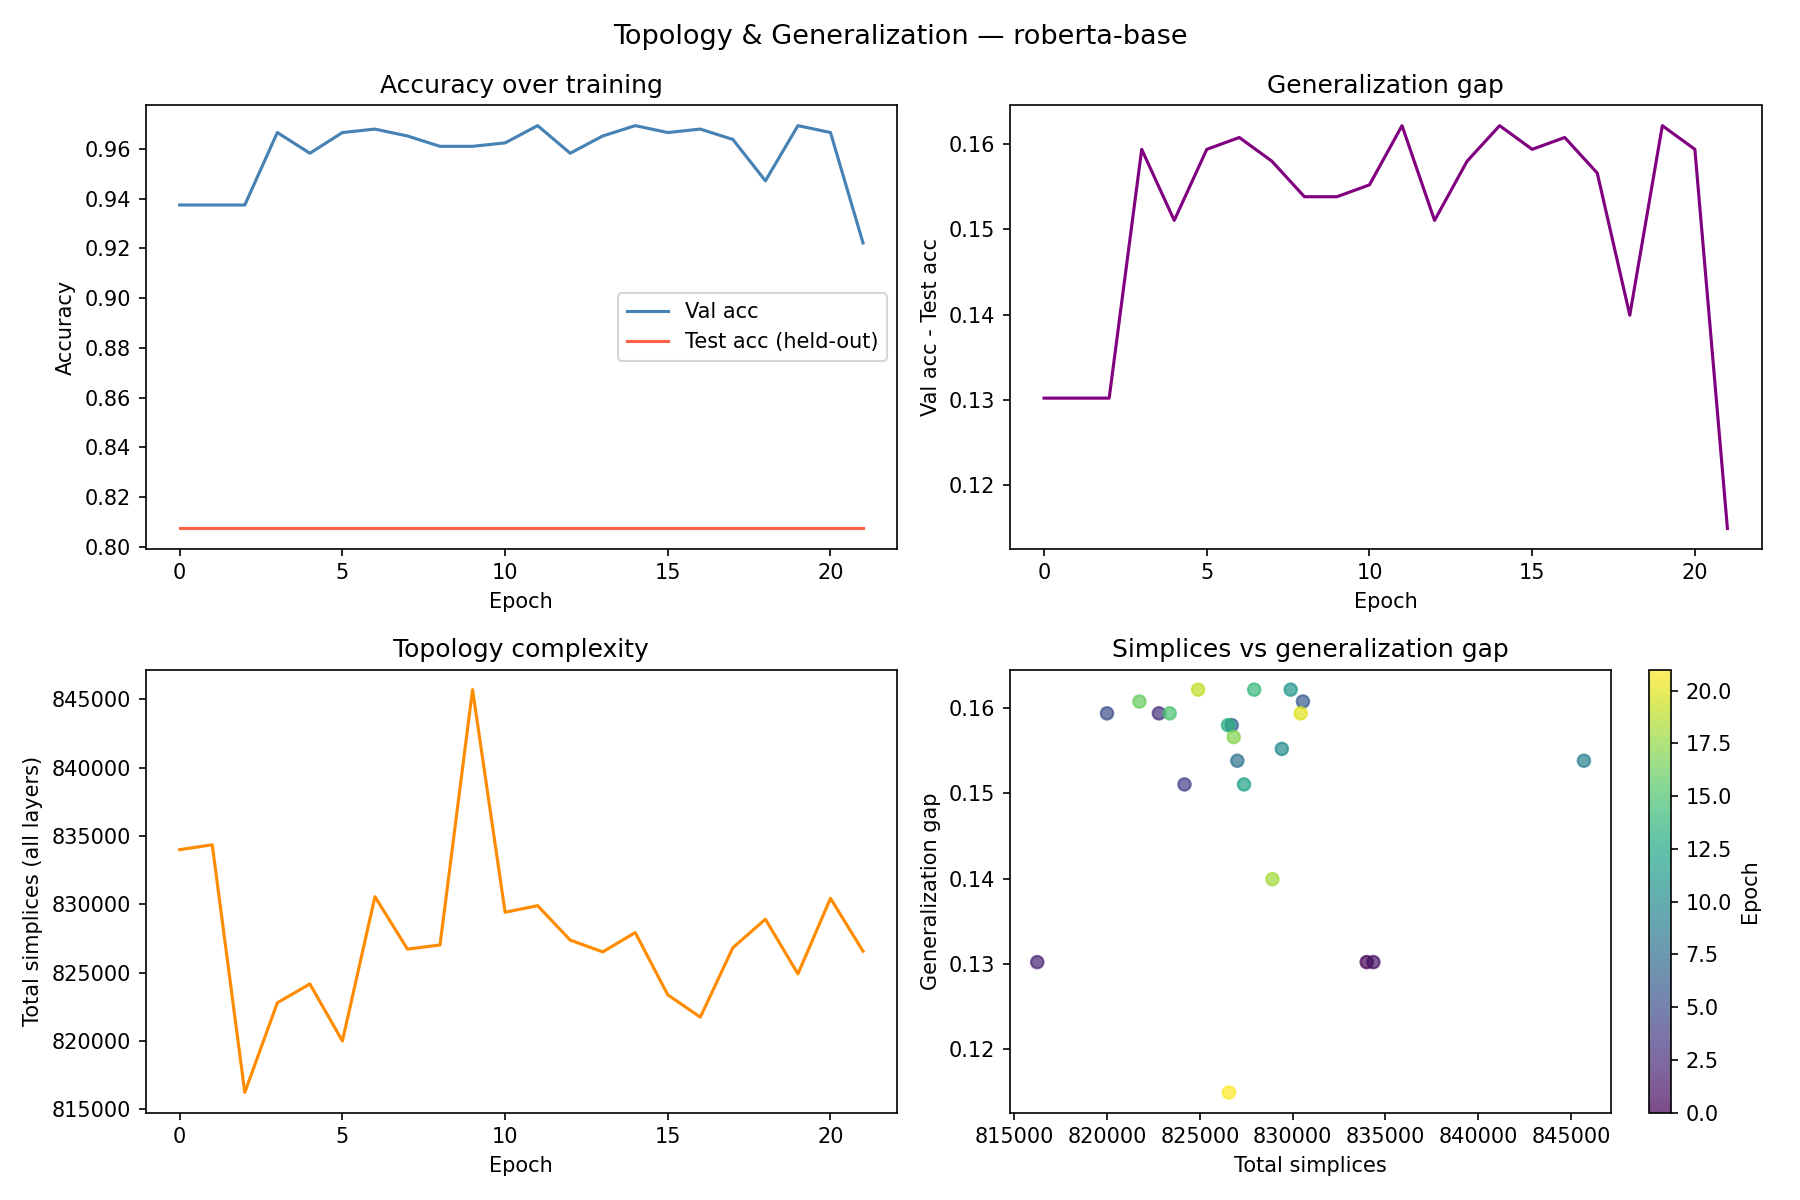 Topology & Generalization — roberta-base
Accuracy over training
Accuracy
0.96
0.94
0.92
0.90
0.88
0.86
0.84
0.82
0.80
Val acc
Test acc (held-out)
0 5 10 15 20
Epoch
Generalization gap
Val acc - Test acc
0.16
0.15
0.14
0.13
0.12
0 5 10 15 20
Epoch
Topology complexity
Total simplices (all layers)
845000
840000
835000
830000
825000
820000
815000
0 5 10 15 20
Epoch
Simplices vs generalization gap
Generalization gap
0.16
0.15
0.14
0.13
0.12
815000 820000 825000 830000 835000 840000 845000
Total simplices
20.0
17.5
15.0
12.5
10.0
7.5
5.0
2.5
0.0
Epoch